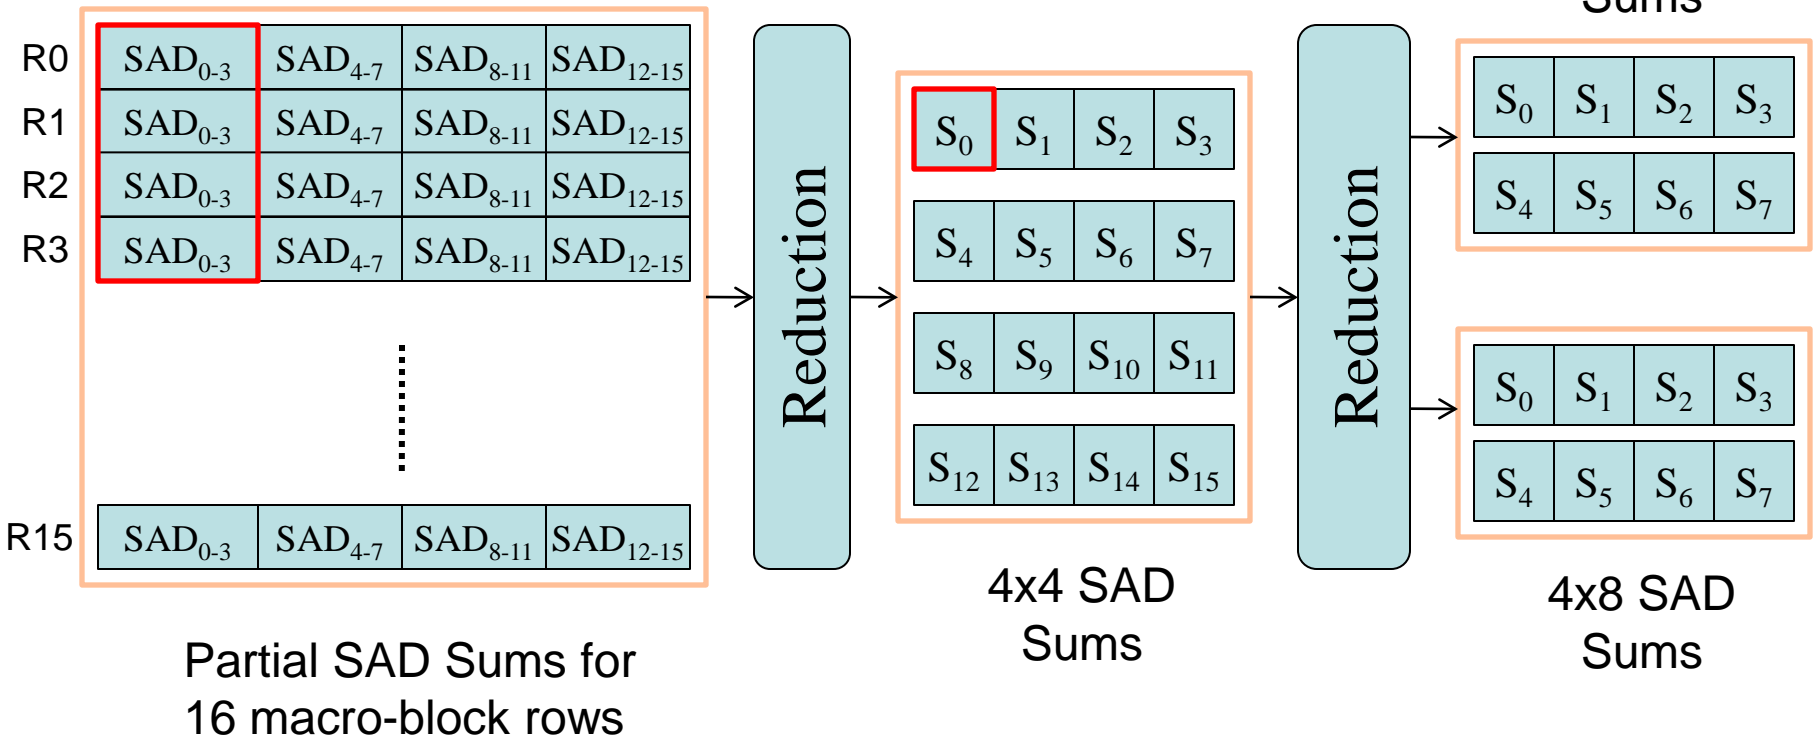 Sums
R0 SAD0-3 SAD4-7 SAD8-11 SAD12-15
R1 SAD0-3 SAD4-7 SAD8-11 SAD12-15
R2 SAD0-3 SAD4-7 SAD8-11 SAD12-15
R3 SAD0-3 SAD4-7 SAD8-11 SAD12-15
R15 SAD0-3 SAD4-7 SAD8-11 SAD12-15
Partial SAD Sums for
16 macro-block rows
Reduction
S0 S1 S2 S3
S4 S5 S6 S7
S8 S9 S10 S11
S12 S13 S14 S15
4x4 SAD
Sums
Reduction
S0 S1 S2 S3
S4 S5 S6 S7
S0 S1 S2 S3
S4 S5 S6 S7
4x8 SAD
Sums